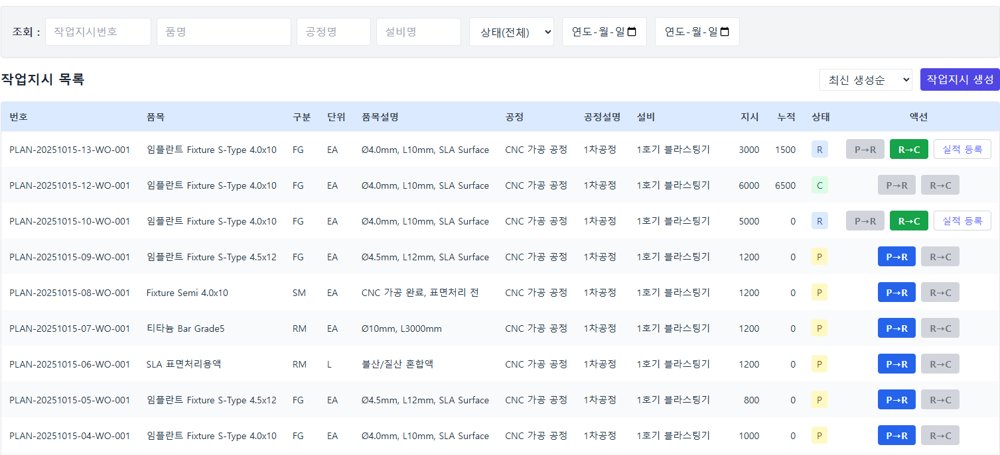 조회 : 작업지시번호 품명 공정명 설비명 상태(전체) 연도-월-일 연도-월-일
작업지시 목록 최신 생성순 작업지시 생성
번호 품목 구분 단위 품목설명 공정 공정설명 설비 지시 누적 상태 액션
PLAN-20251015-13-WO-001 임플란트 Fixture S-Type 4.0x10 FG EA Ø4.0mm, L10mm, SLA Surface CNC 가공 공정 1차공정 1호기 블라스팅기 3000 1500 R P→R R→C 실적 등록
PLAN-20251015-12-WO-001 임플란트 Fixture S-Type 4.0x10 FG EA Ø4.0mm, L10mm, SLA Surface CNC 가공 공정 1차공정 1호기 블라스팅기 6000 6500 C P→R R→C
PLAN-20251015-10-WO-001 임플란트 Fixture S-Type 4.0x10 FG EA Ø4.0mm, L10mm, SLA Surface CNC 가공 공정 1차공정 1호기 블라스팅기 5000 0 R P→R R→C 실적 등록
PLAN-20251015-09-WO-001 임플란트 Fixture S-Type 4.5x12 FG EA Ø4.5mm, L12mm, SLA Surface CNC 가공 공정 1차공정 1호기 블라스팅기 1200 0 P P→R R→C
PLAN-20251015-08-WO-001 Fixture Semi 4.0x10 SM EA CNC 가공 완료, 표면처리 전 CNC 가공 공정 1차공정 1호기 블라스팅기 1200 0 P P→R R→C
PLAN-20251015-07-WO-001 티타늄 Bar Grade5 RM EA Ø10mm, L3000mm CNC 가공 공정 1차공정 1호기 블라스팅기 1200 0 P P→R R→C
PLAN-20251015-06-WO-001 SLA 표면처리용액 RM L 불산/질산 혼합액 CNC 가공 공정 1차공정 1호기 블라스팅기 1200 0 P P→R R→C
PLAN-20251015-05-WO-001 임플란트 Fixture S-Type 4.5x12 FG EA Ø4.5mm, L12mm, SLA Surface CNC 가공 공정 1차공정 1호기 블라스팅기 800 0 P P→R R→C
PLAN-20251015-04-WO-001 임플란트 Fixture S-Type 4.0x10 FG EA Ø4.0mm, L10mm, SLA Surface CNC 가공 공정 1차공정 1호기 블라스팅기 1000 0 P P→R R→C